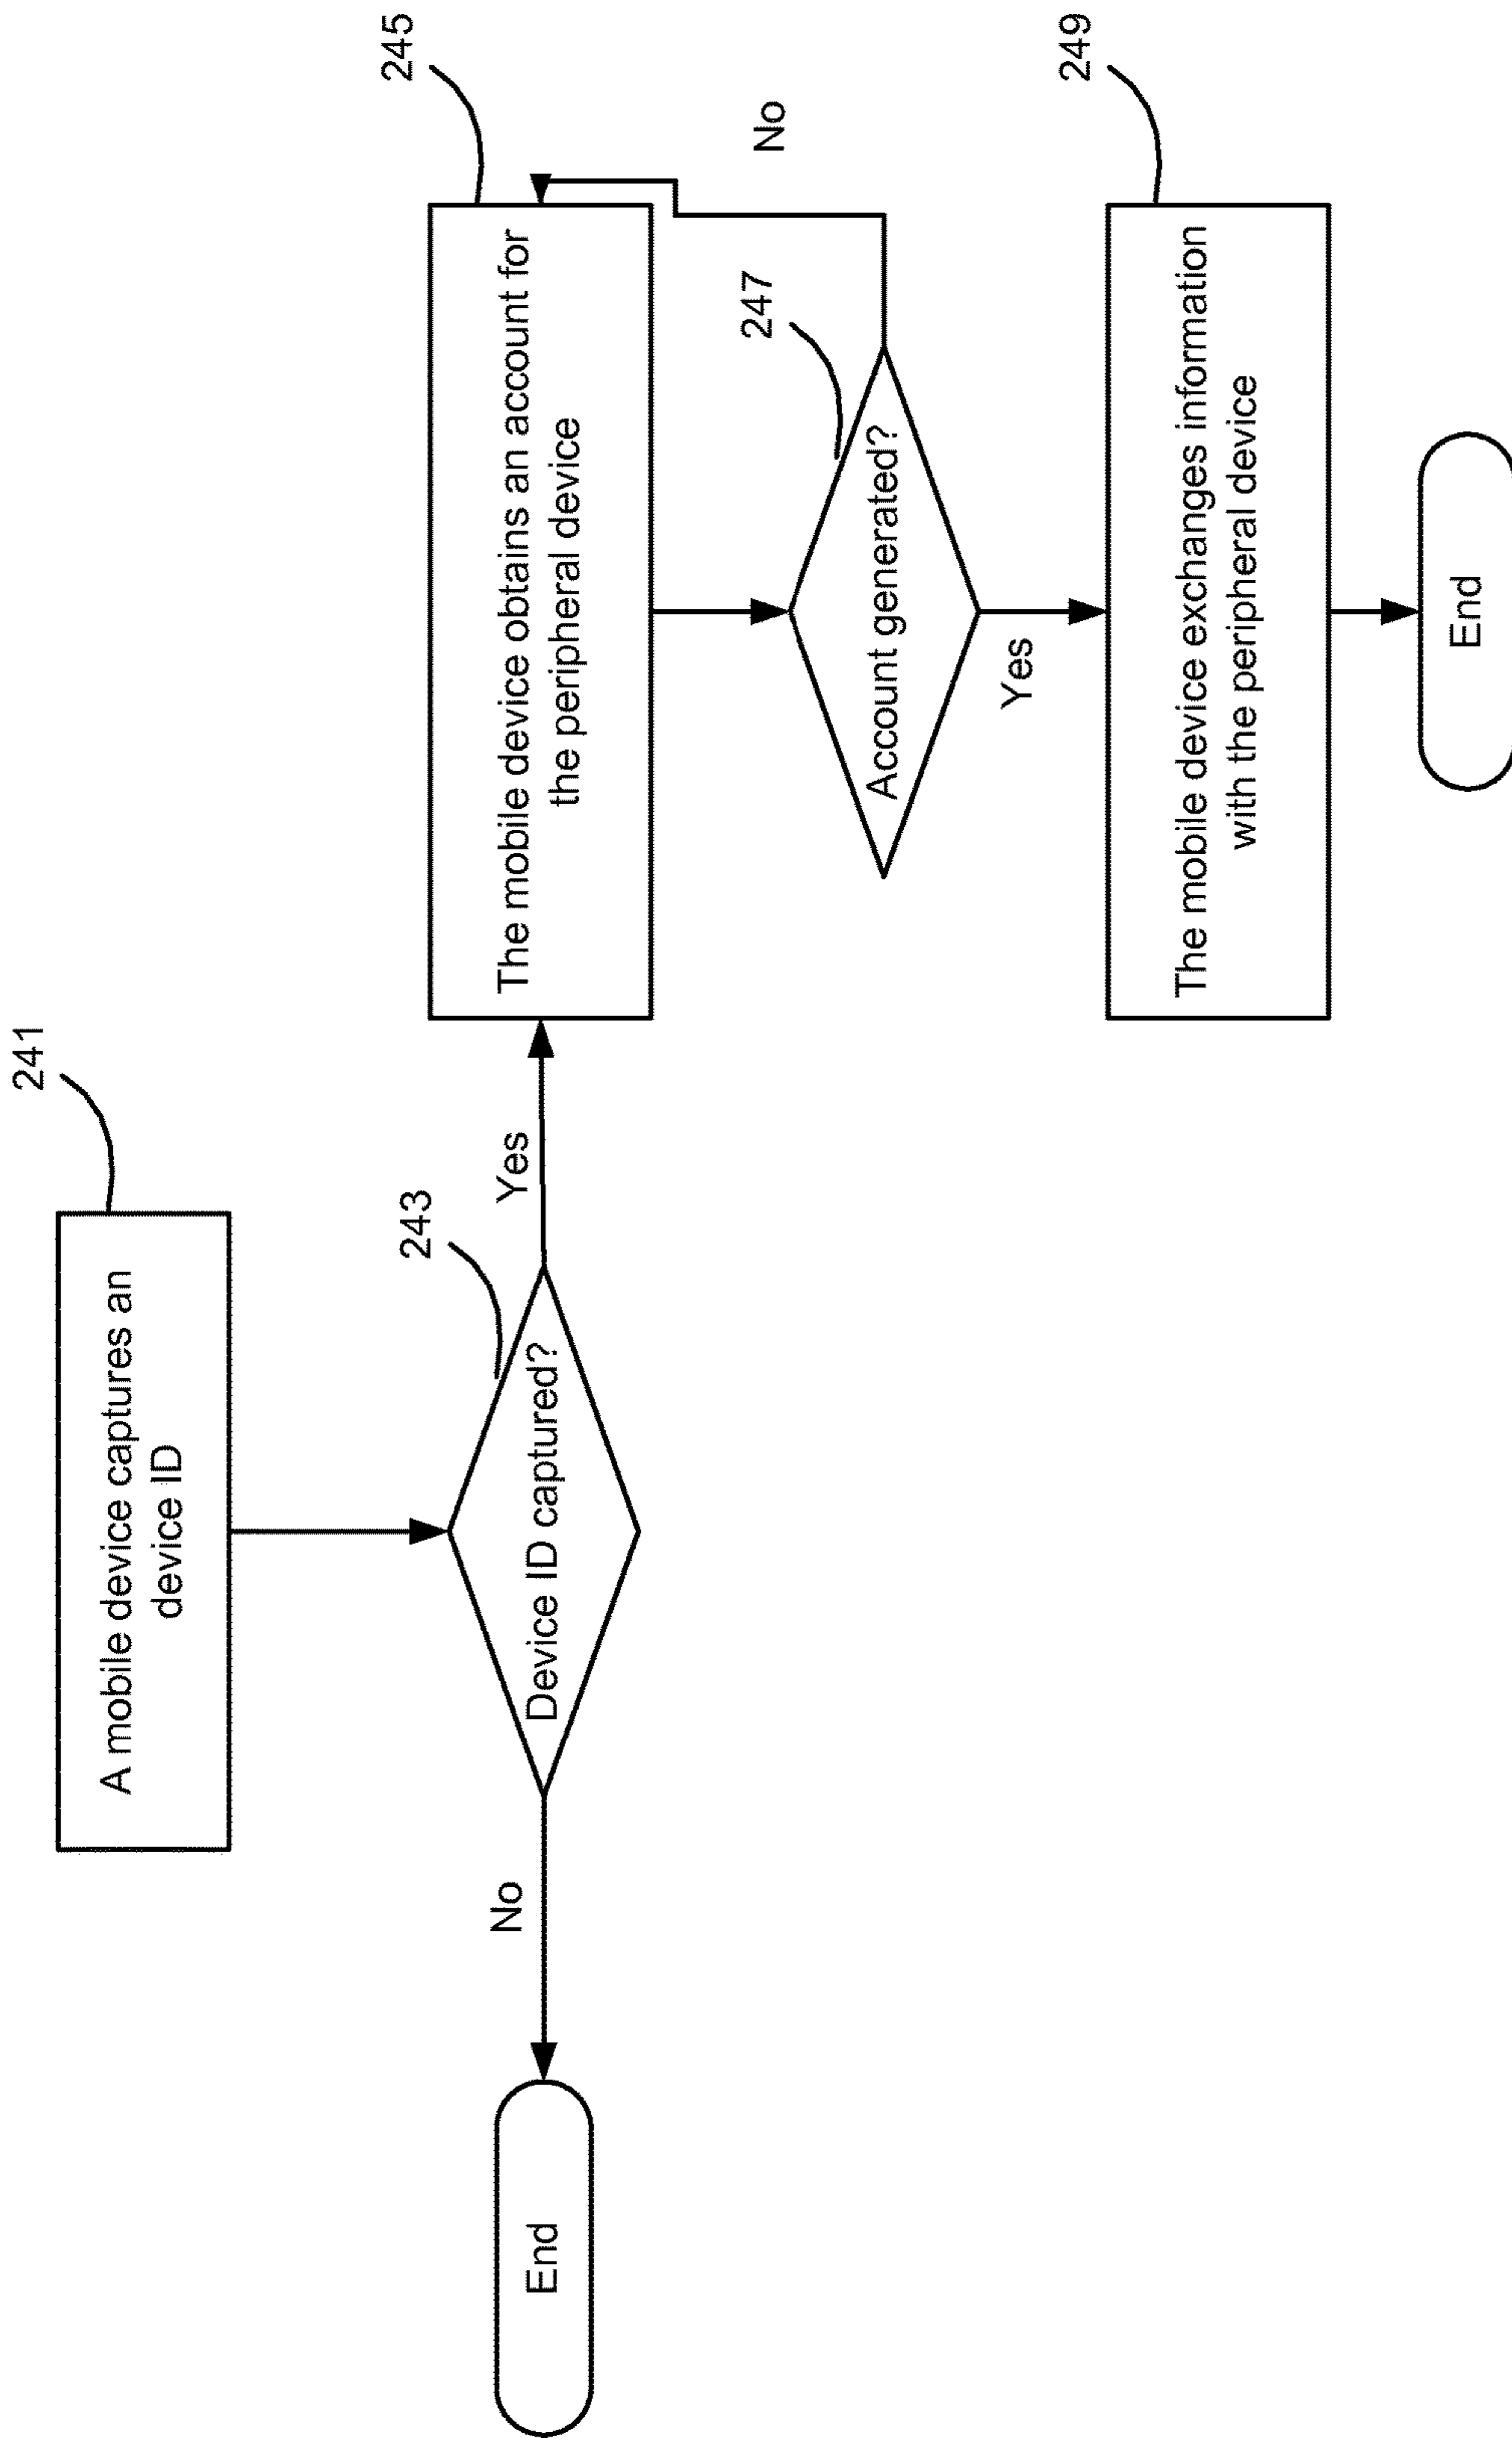 241
A mobile device captures an
device ID
243
Device ID captured?
No
End
Yes
245
The mobile device obtains an account for
the peripheral device
247
Account generated?
No
Yes
249
The mobile device exchanges information
with the peripheral device
End